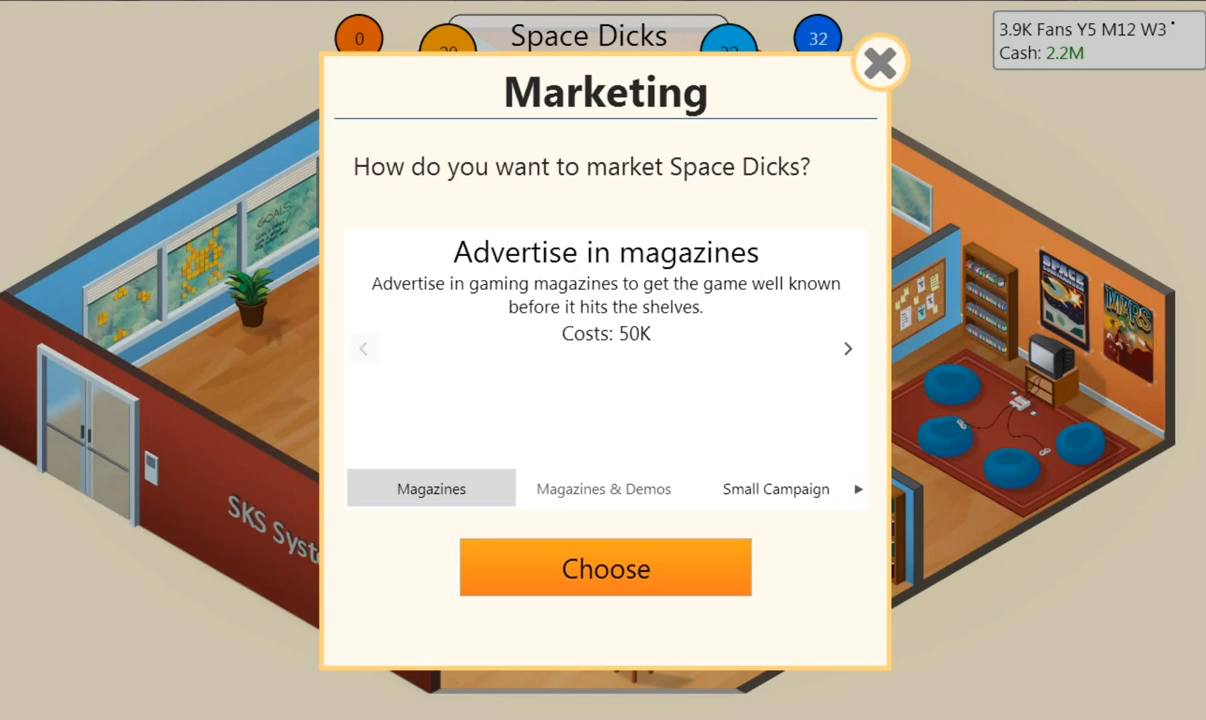 0
Space Dicks
32
3.9K Fans Y5 M12 W3
Cash: 2.2M
Marketing
How do you want to market Space Dicks?
Advertise in magazines
Advertise in gaming magazines to get the game well known
before it hits the shelves.
Costs: 50K
Magazines
Magazines & Demos
Small Campaign
Choose
GOALS
SPACE
SKS Syst